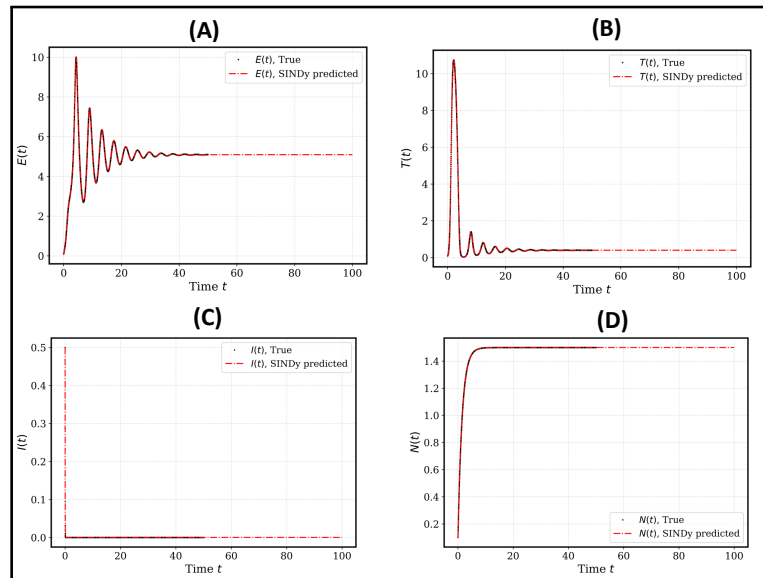 (A)
E(t), True
E(t), SINDy predicted
10
8
6
4
2
0
E(t)
0 20 40 60 80 100
Time t
(B)
T(t), True
T(t), SINDy predicted
10
8
6
4
2
0
T(t)
0 20 40 60 80 100
Time t
(C)
I(t), True
I(t), SINDy predicted
0.5
0.4
0.3
0.2
0.1
0.0
I(t)
0 20 40 60 80 100
Time t
(D)
1.4
1.2
1.0
0.8
0.6
0.4
0.2
N(t)
N(t), True
N(t), SINDy predicted
0 20 40 60 80 100
Time t